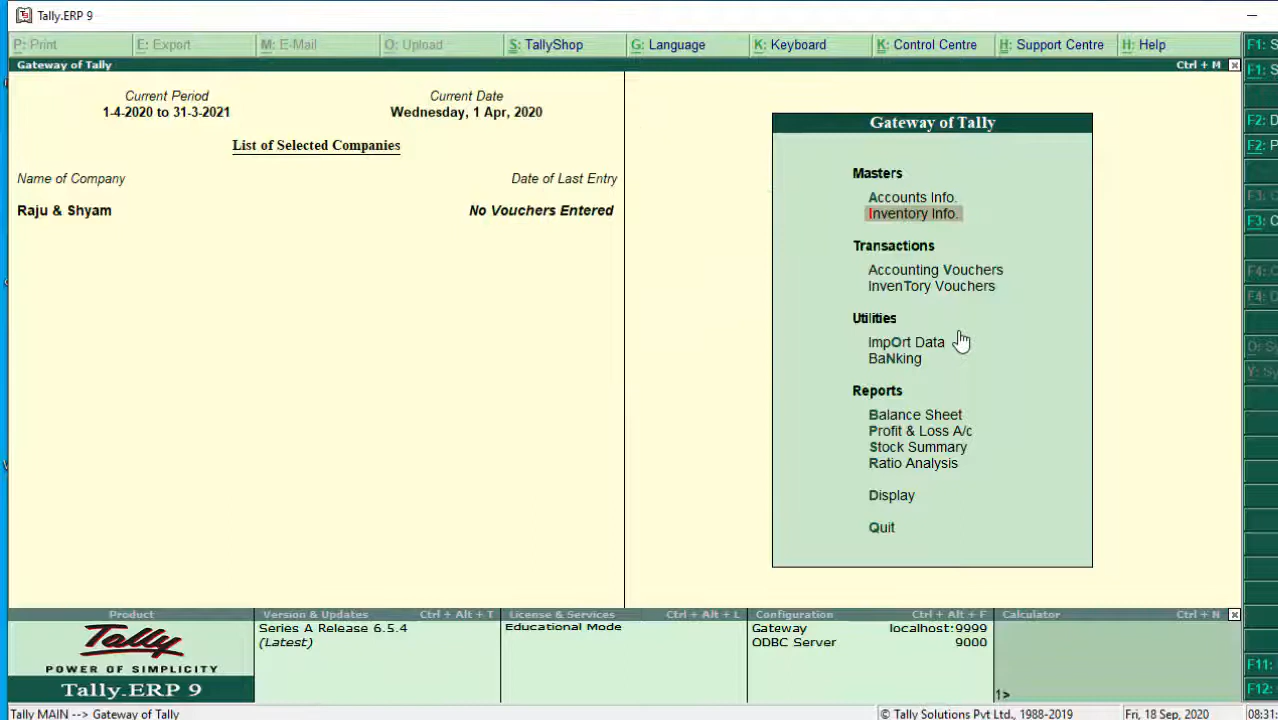 Tally.ERP 9
P: Print E: Export M: E-Mail O: Upload S: TallyShop G: Language K: Keyboard K: Control Centre H: Support Centre H: Help
Gateway of Tally Ctrl + M
Current Period Current Date
1-4-2020 to 31-3-2021 Wednesday, 1 Apr, 2020
List of Selected Companies
Name of Company Date of Last Entry
Raju & Shyam No Vouchers Entered
Gateway of Tally
Masters
Accounts Info.
Inventory Info.
Transactions
Accounting Vouchers
InvenTory Vouchers
Utilities
ImpOrt Data
BaNking
Reports
Balance Sheet
Profit & Loss A/c
Stock Summary
Ratio Analysis
Display
Quit
F1: S
F1: S
F2: D
F2: P
F3: C
F3: C
F4:
F4:
F11:
F12:
Product
Tally
POWER OF SIMPLICITY
Tally.ERP 9
Version & Updates Ctrl + Alt + T
Series A Release 6.5.4
(Latest)
License & Services Ctrl + Alt + L
Educational Mode
Configuration Ctrl + Alt + F
Gateway localhost:9999
ODBC Server 9000
Calculator Ctrl + N
1>
Tally MAIN --> Gateway of Tally © Tally Solutions Pvt Ltd., 1988-2019 Fri, 18 Sep, 2020 08:31: